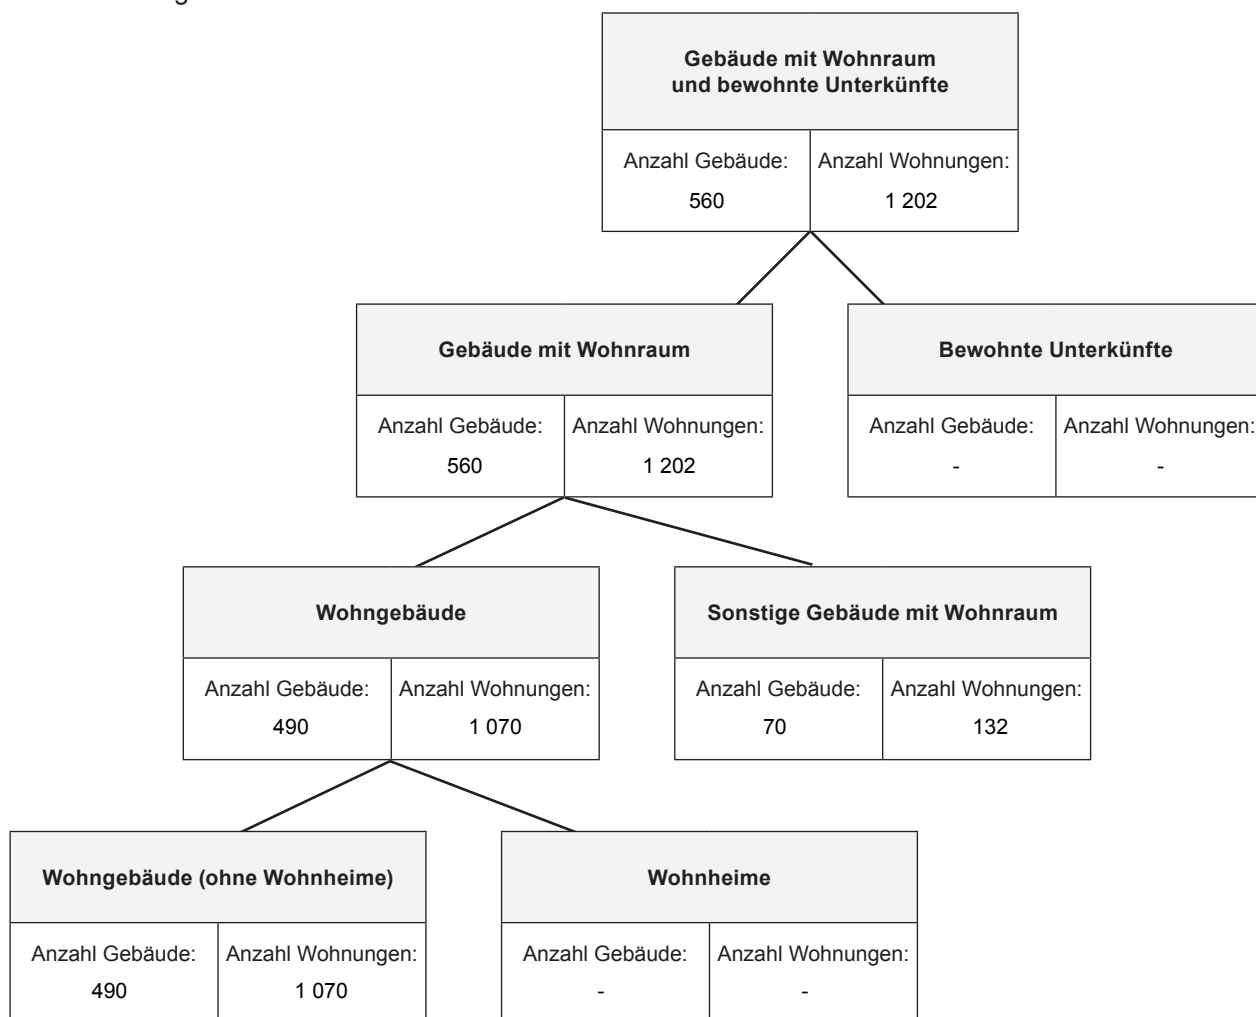 Gebäude mit Wohnraum
und bewohnte Unterkünfte
Anzahl Gebäude:
560
Anzahl Wohnungen:
1 202
Gebäude mit Wohnraum
Anzahl Gebäude:
560
Anzahl Wohnungen:
1 202
Bewohnte Unterkünfte
Anzahl Gebäude:
-
Anzahl Wohnungen:
-
Wohngebäude
Anzahl Gebäude:
490
Anzahl Wohnungen:
1 070
Sonstige Gebäude mit Wohnraum
Anzahl Gebäude:
70
Anzahl Wohnungen:
132
Wohngebäude (ohne Wohnheime)
Anzahl Gebäude:
490
Anzahl Wohnungen:
1 070
Wohnheime
Anzahl Gebäude:
-
Anzahl Wohnungen:
-